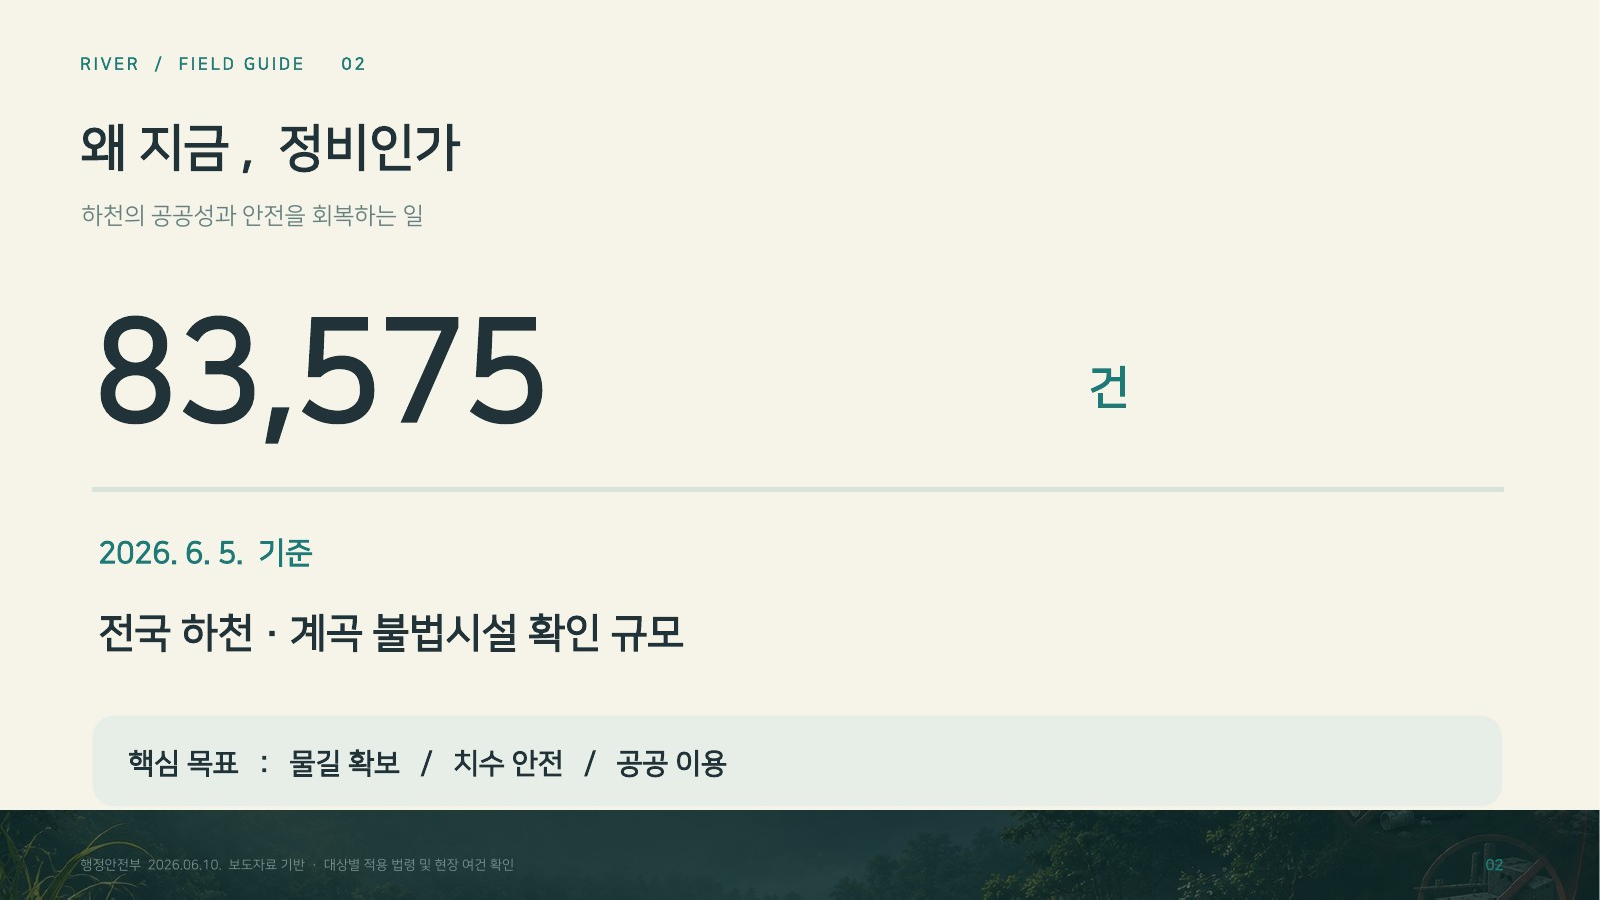 RIVER / FIELD GUIDE 02
왜 지금, 정비인가
하천의 공공성과 안전을 회복하는 일
83,575 건
2026. 6. 5. 기준
전국 하천 · 계곡 불법시설 확인 규모
핵심 목표 : 물길 확보 / 치수 안전 / 공공 이용
행정안전부 2026.06.10. 보도자료 기반 · 대상별 적용 법령 및 현장 여건 확인
02